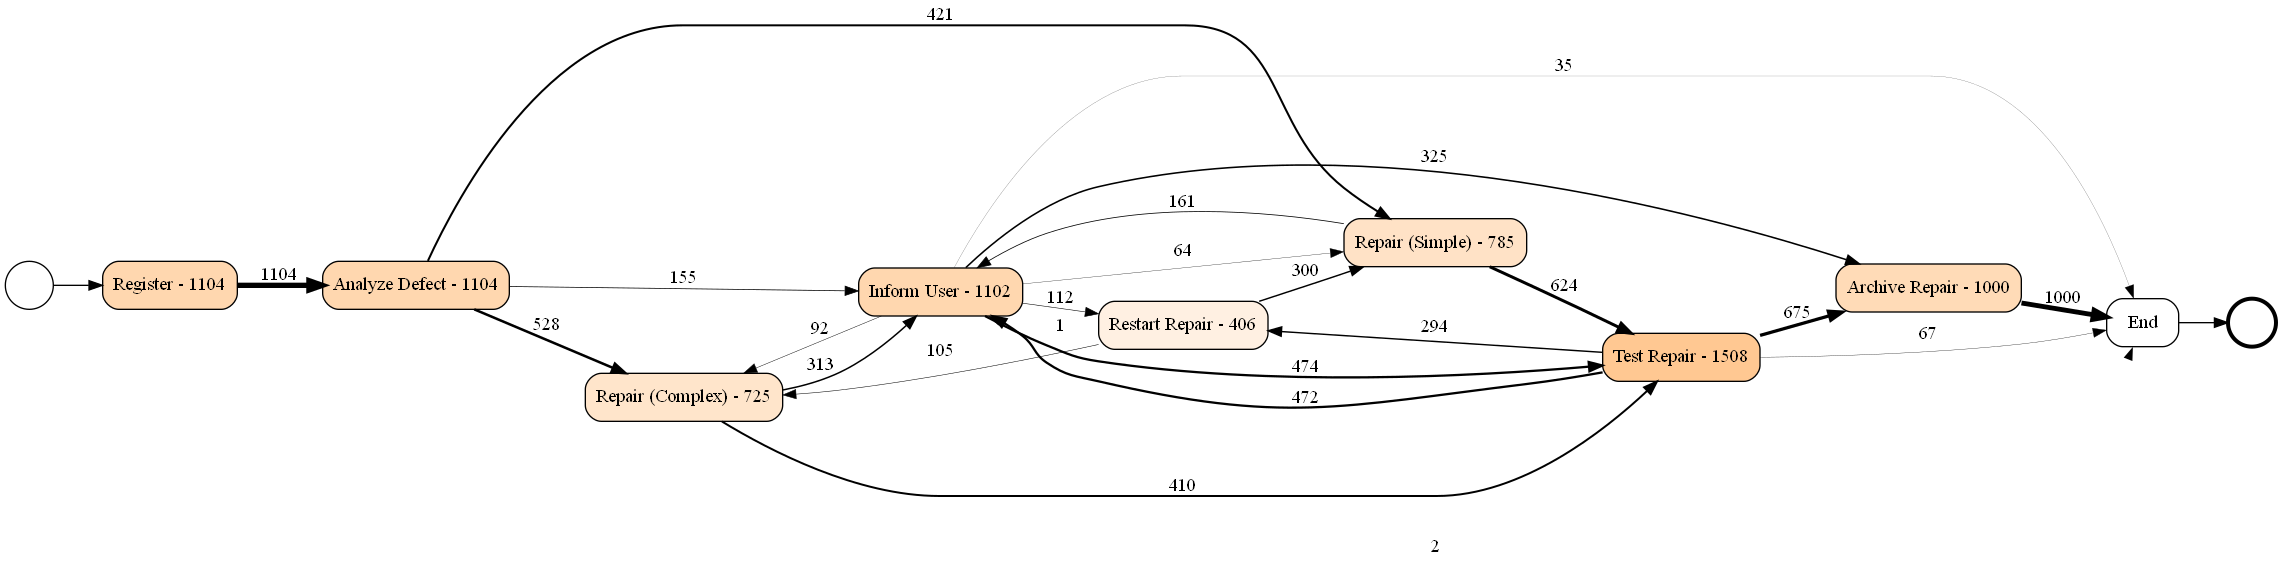 421
35
325
161
64
300
1104
Register - 1104
Analyze Defect - 1104
155
Inform User - 1102
112
1
Repair (Simple) - 785
624
Archive Repair - 1000
1000
End
528
92
313
105
Repair (Complex) - 725
Restart Repair - 406
294
474
472
Test Repair - 1508
675
67
410
2